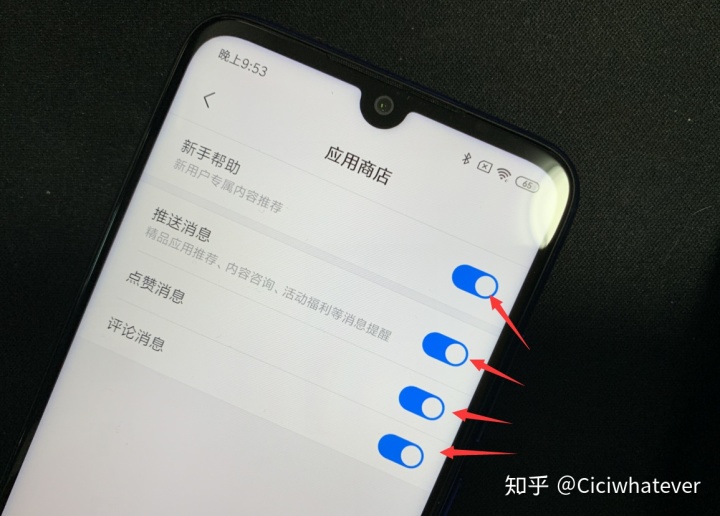 晚上9:53
65
应用商店
新手帮助
新用户专属内容推荐
推送消息
精品应用推荐、内容咨询、活动福利等消息提醒
点赞消息
评论消息
知乎 @Ciciwhatever